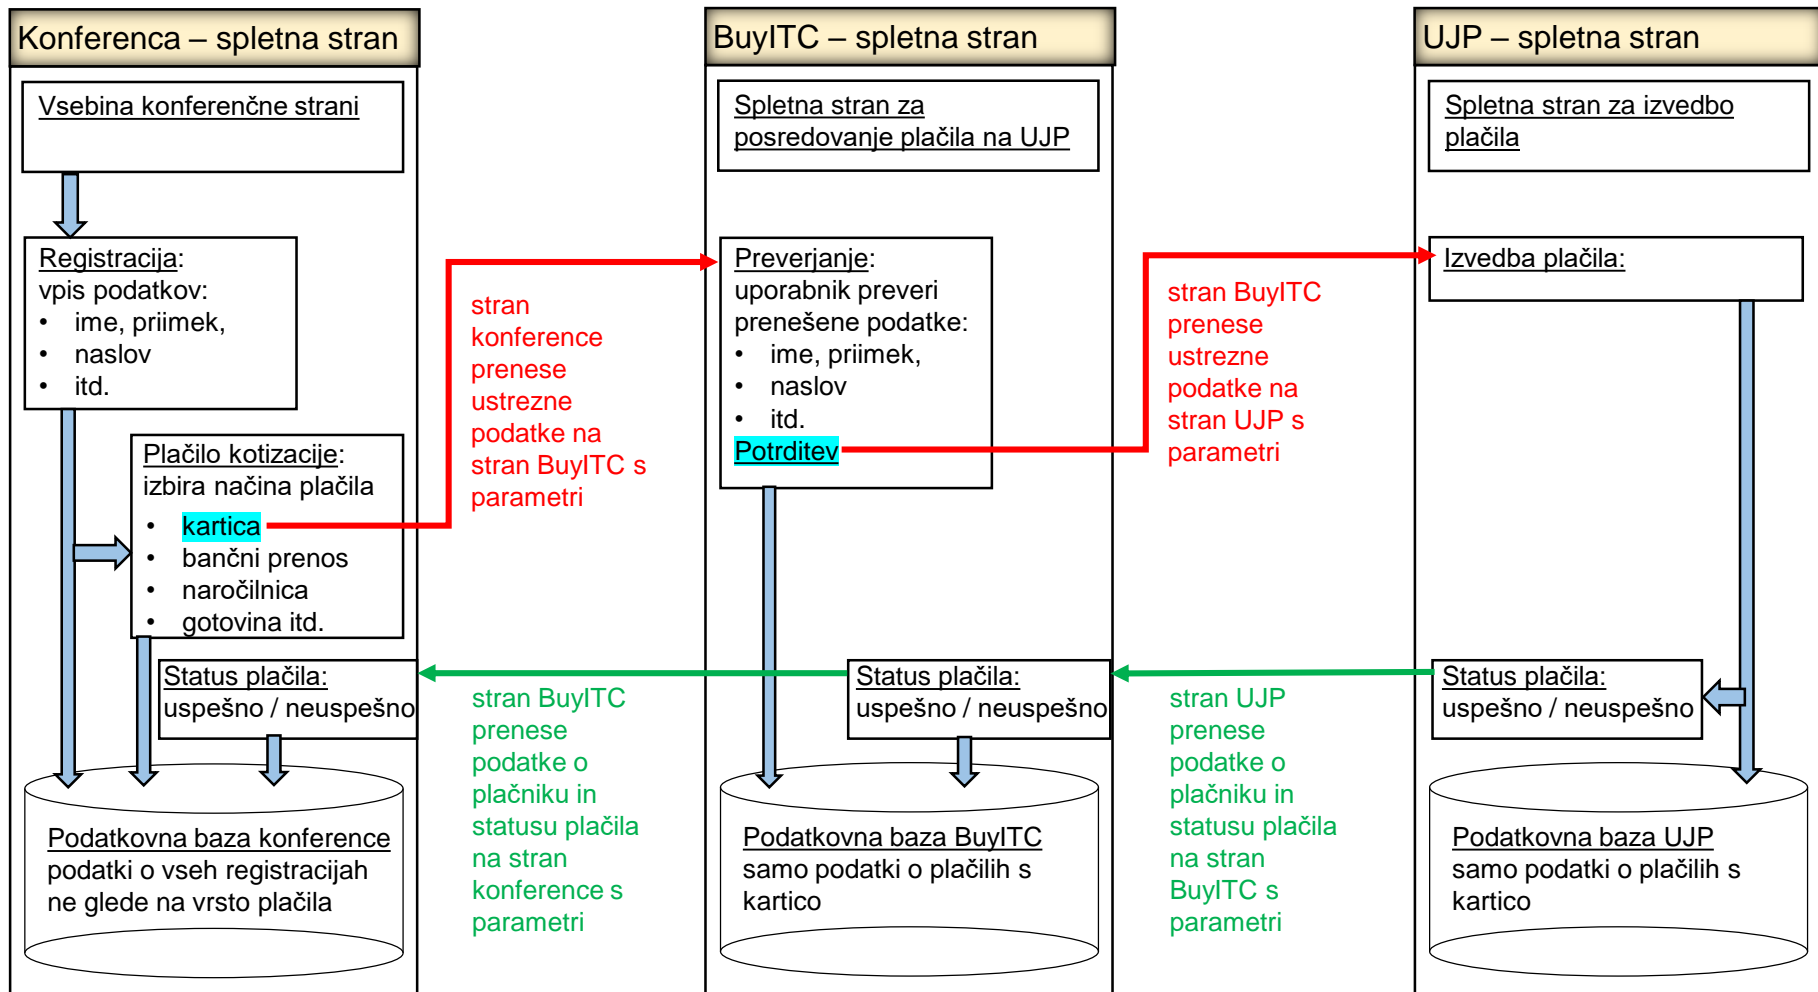 Konferenca – spletna stran
Vsebina konferenčne strani
Registracija:
vpis podatkov:
• ime, priimek,
• naslov
• itd.
Plačilo kotizacije:
izbira načina plačila
• kartica
• bančni prenos
• naročilnica
• gotovina itd.
Status plačila:
uspešno / neuspešno
Podatkovna baza konference
podatki o vseh registracijah
ne glede na vrsto plačila
stran
konference
prenese
ustrezne
podatke na
stran BuyITC s
parametri
stran BuyITC
prenese
podatke o
plačniku in
statusu plačila
na stran
konference s
parametri
BuyITC – spletna stran
Spletna stran za
posredovanje plačila na UJP
Preverjanje:
uporabnik preveri
prenešene podatke:
• ime, priimek,
• naslov
• itd.
Potrditev
Status plačila:
uspešno / neuspešno
Podatkovna baza BuyITC
samo podatki o plačilih s
kartico
stran BuyITC
prenese
ustrezne
podatke na
stran UJP s
parametri
stran UJP
prenese
podatke o
plačniku in
statusu plačila
na stran
BuyITC s
parametri
UJP – spletna stran
Spletna stran za izvedbo
plačila
Izvedba plačila:
Status plačila:
uspešno / neuspešno
Podatkovna baza UJP
samo podatki o plačilih s
kartico